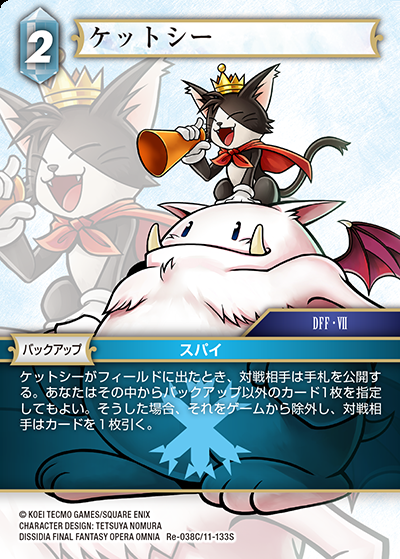 2
ケットシー
DFF・VII
バックアップ
スパイ
ケットシーがフィールドに出たとき、対戦相手は手札を公開す
る。あなたはその中からバックアップ以外のカード1枚を指定
してもよい。そうした場合、それをゲームから除外し、対戦相
手はカードを1枚引く。
© KOEI TECMO GAMES/SQUARE ENIX
CHARACTER DESIGN: TETSUYA NOMURA
DISSIDIA FINAL FANTASY OPERA OMNIA Re-038C/11-133S